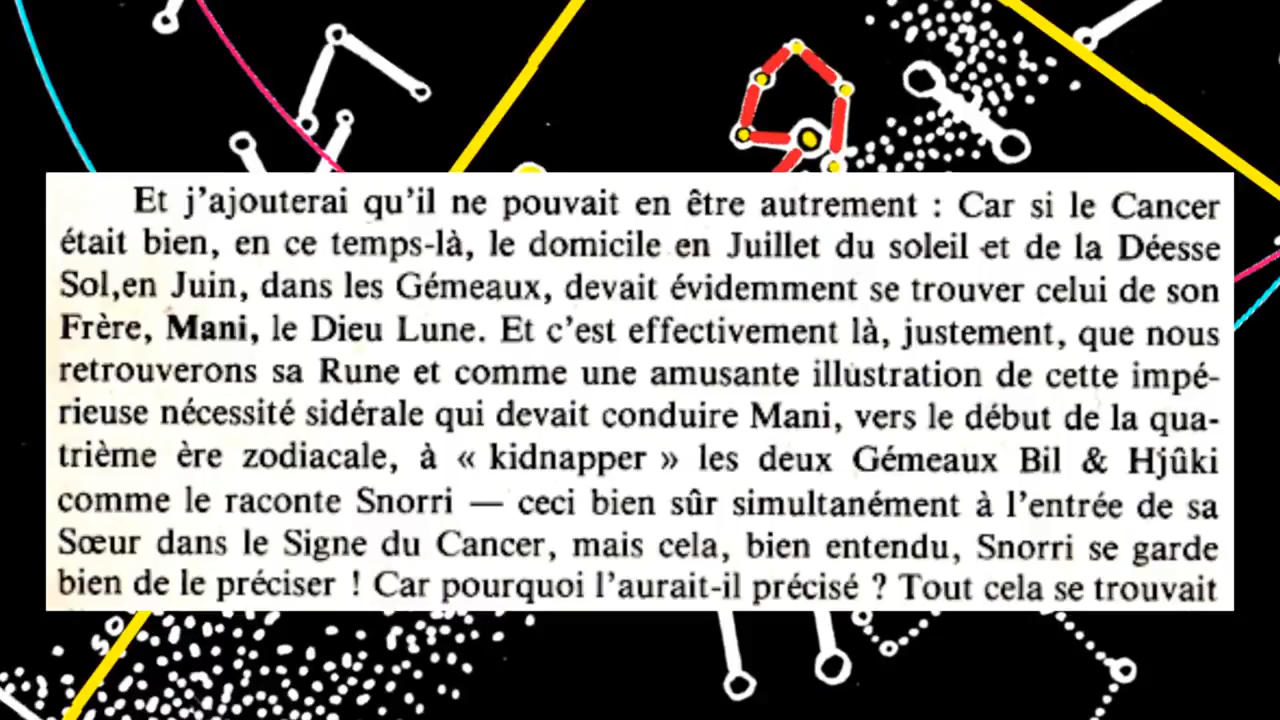 Et j'ajouterai qu'il ne pouvait en être autrement : Car si le Cancer
était bien, en ce temps-là, le domicile en Juillet du soleil et de la Déesse
Sol,en Juin, dans les Gémeaux, devait évidemment se trouver celui de son
Frère, Mani, le Dieu Lune. Et c'est effectivement là, justement, que nous
retrouverons sa Rune et comme une amusante illustration de cette impé-
rieuse nécessité sidérale qui devait conduire Mani, vers le début de la qua-
trième ère zodiacale, à « kidnapper » les deux Gémeaux Bil & Hjûki
comme le raconte Snorri — ceci bien sûr simultanément à l'entrée de sa
Sœur dans le Signe du Cancer, mais cela, bien entendu, Snorri se garde
bien de le préciser ! Car pourquoi l'aurait-il précisé ? Tout cela se trouvait